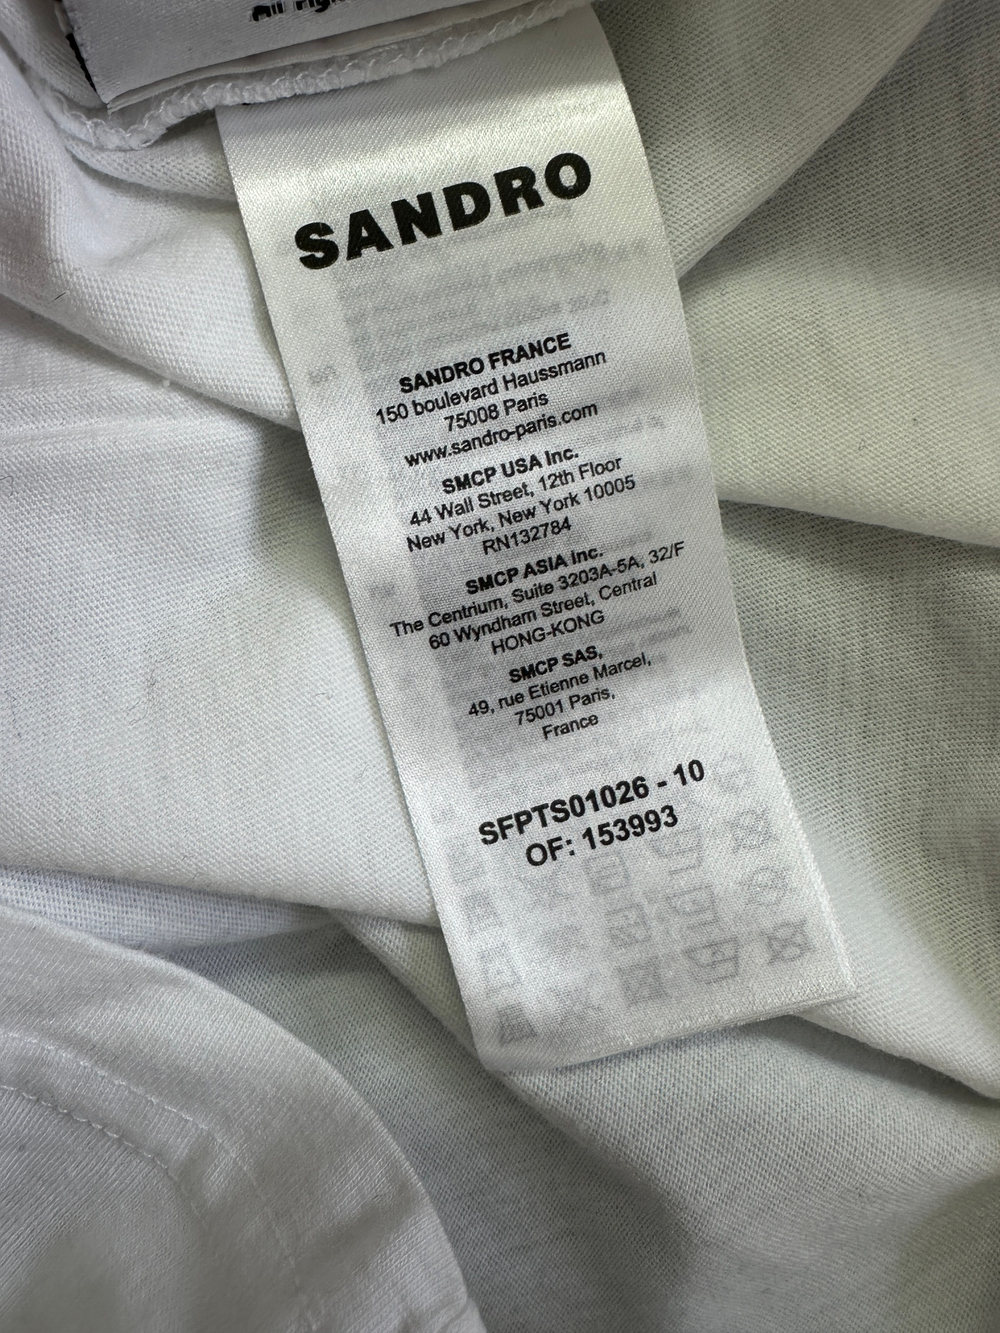 All
SANDRO
SANDRO FRANCE
150 boulevard Haussmann
75008 Paris
www.sandro-paris.com
SMCP USA Inc.
44 Wall Street, 12th Floor
New York, New York 10005
RN132784
SMCP ASIA Inc.
The Centrium, Suite 3203A-5A, 32/F
60 Wyndham Street, Central
HONG-KONG
SMCP SAS,
49, rue Etienne Marcel,
75001 Paris,
France
SFPTS01026 - 10
OF: 153993